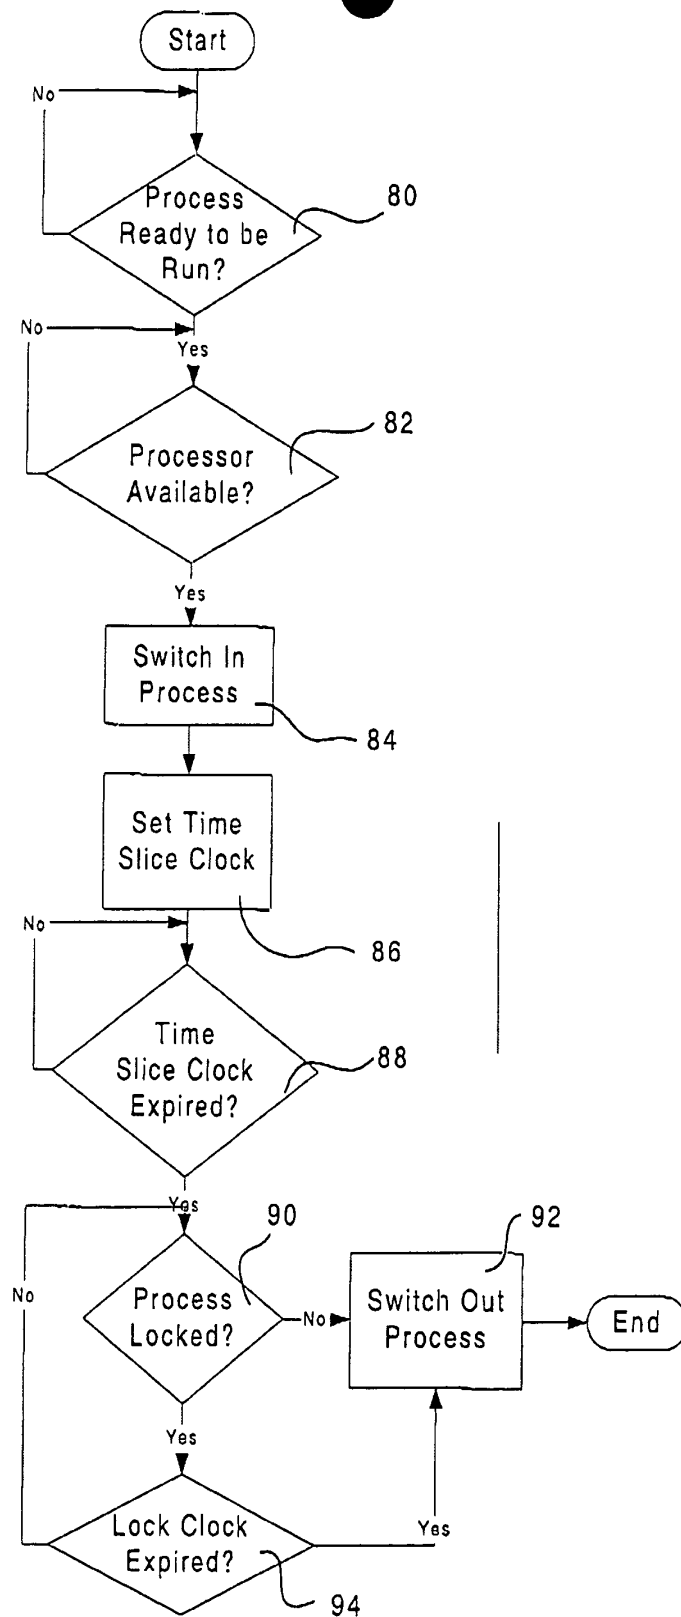 Start
No
Process
Ready to be
Run?
80
No
Yes
Processor
Available?
82
Yes
Switch In
Process
84
Set Time
Slice Clock
86
No
Time
Slice Clock
Expired?
88
Yes
No
Process
Locked?
90
No
Switch Out
Process
92
End
Yes
Lock Clock
Expired?
94
Yes